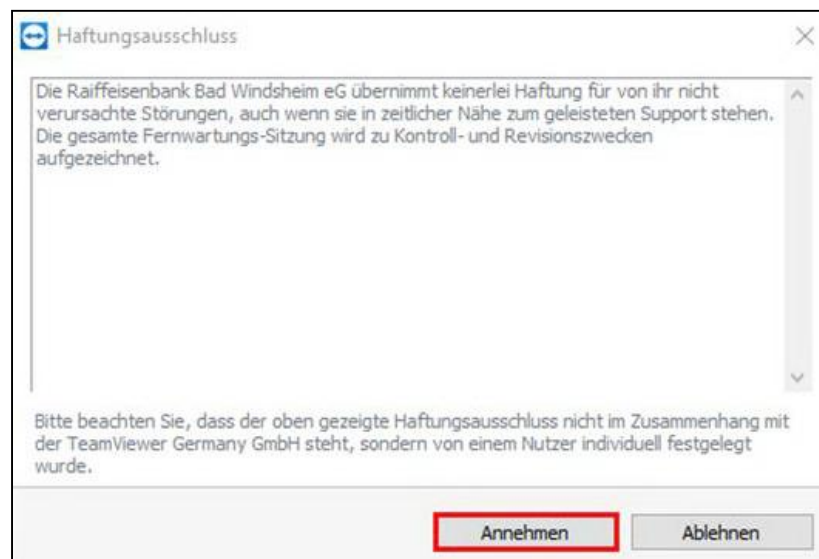 Haftungsausschluss
Die Raiffeisenbank Bad Windsheim eG übernimmt keinerlei Haftung für von ihr nicht
verursachte Störungen, auch wenn sie in zeitlicher Nähe zum geleisteten Support stehen.
Die gesamte Fernwartungs-Sitzung wird zu Kontroll- und Revisionszwecken
aufgezeichnet.
Bitte beachten Sie, dass der oben gezeigte Haftungsausschluss nicht im Zusammenhang mit
der TeamViewer Germany GmbH steht, sondern von einem Nutzer individuell festgelegt
wurde.
Annehmen Ablehnen